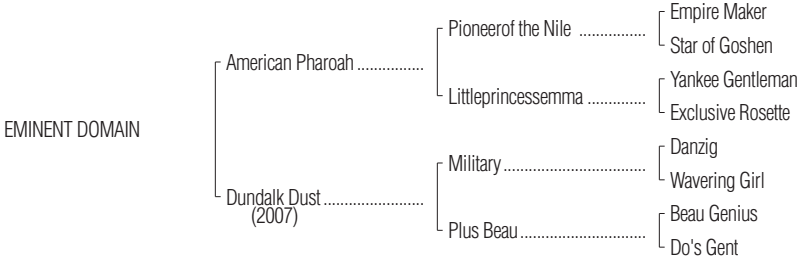 Empire Maker
Pioneerof the Nile ................
Star of Goshen
American Pharoah ................
Yankee Gentleman
Littleprincessemma ..............
Exclusive Rosette
EMINENT DOMAIN
Danzig
Military..................................
Wavering Girl
Dundalk Dust........................
(2007)
Beau Genius
Plus Beau..............................
Do's Gent